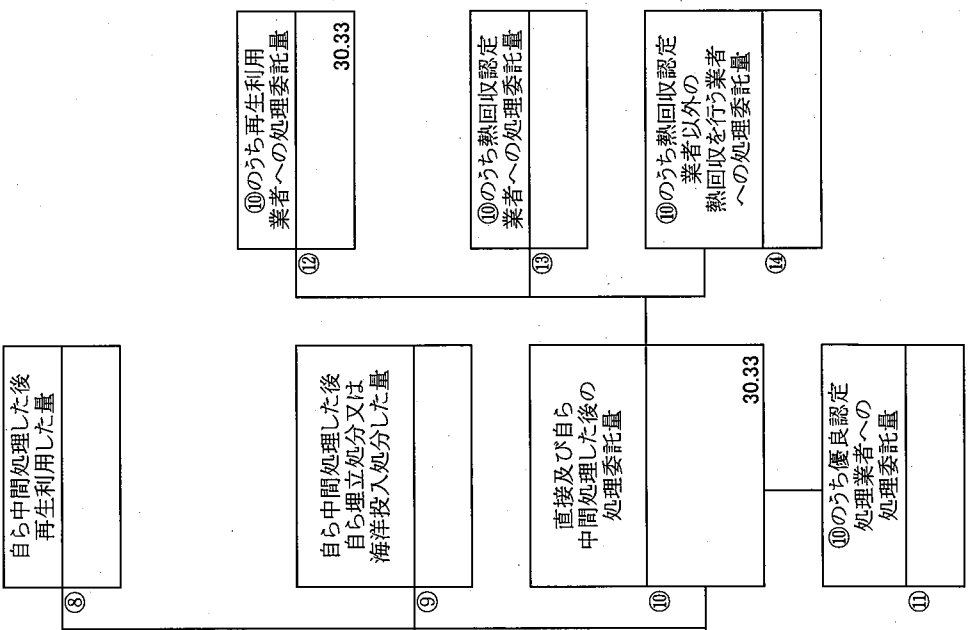 ⑧
自ら中間処理した後
再生利用した量
⑨
自ら中間処理した後
自ら埋立処分又は
海洋投入処分した量
⑩
直接及び自ら
中間処理した後の
処理委託量
30.33
⑪
⑩のうち優良認定
処理業者への
処理委託量
⑫
⑩のうち再生利用
業者への処理委託量
30.33
⑬
⑩のうち熱回収認定
業者への処理委託量
⑭
⑩のうち熱回収認定
業者以外の
熱回収を行う業者
への処理委託量